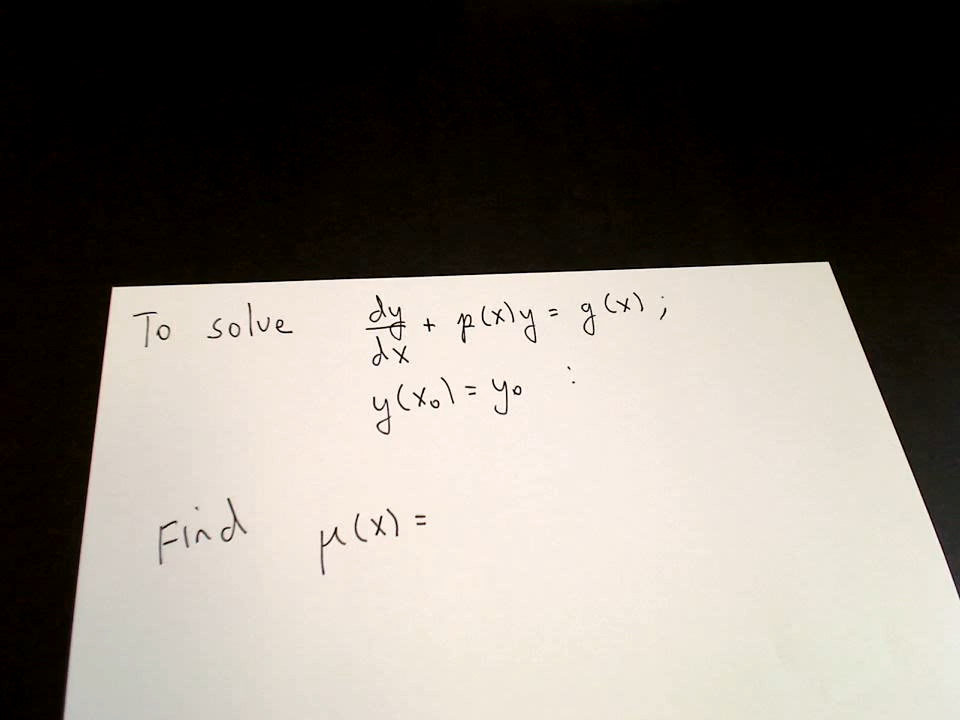 To solve dy/dx + p(x)y = g(x) ;
y(x₀) = y₀ :
Find μ(x) =